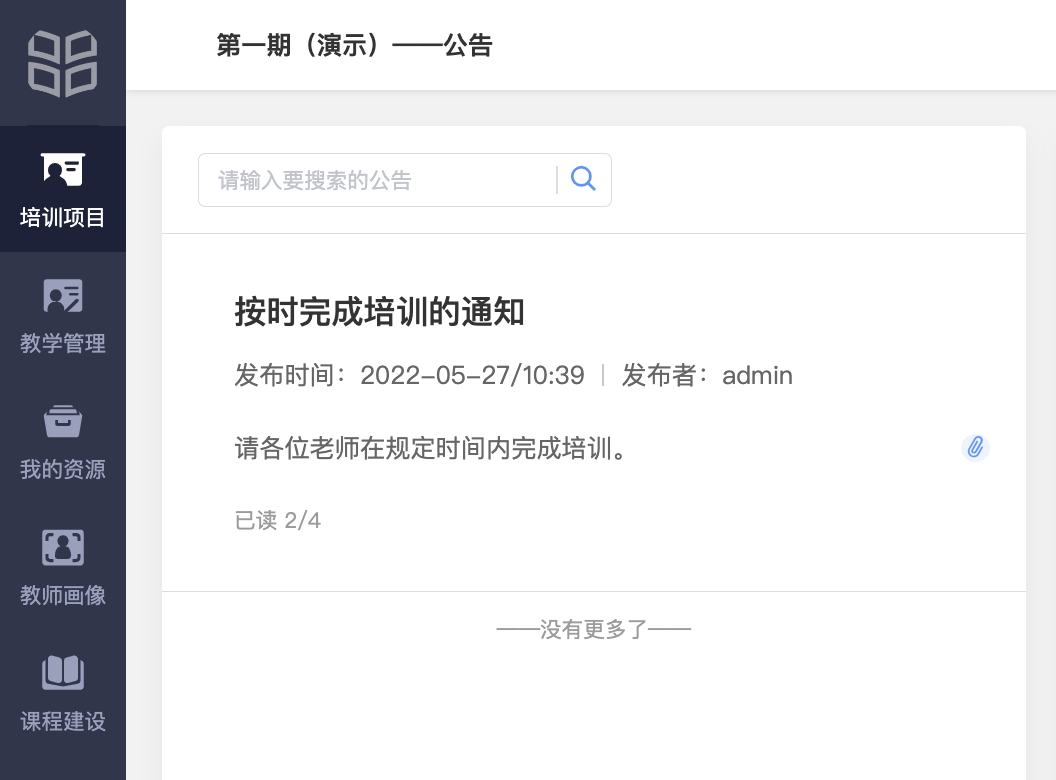 第一期（演示）——公告
培训项目
教学管理
我的资源
教师画像
课程建设
请输入要搜索的公告
按时完成培训的通知
发布时间：2022-05-27/10:39 | 发布者：admin
请各位老师在规定时间内完成培训。
已读 2/4
——没有更多了——